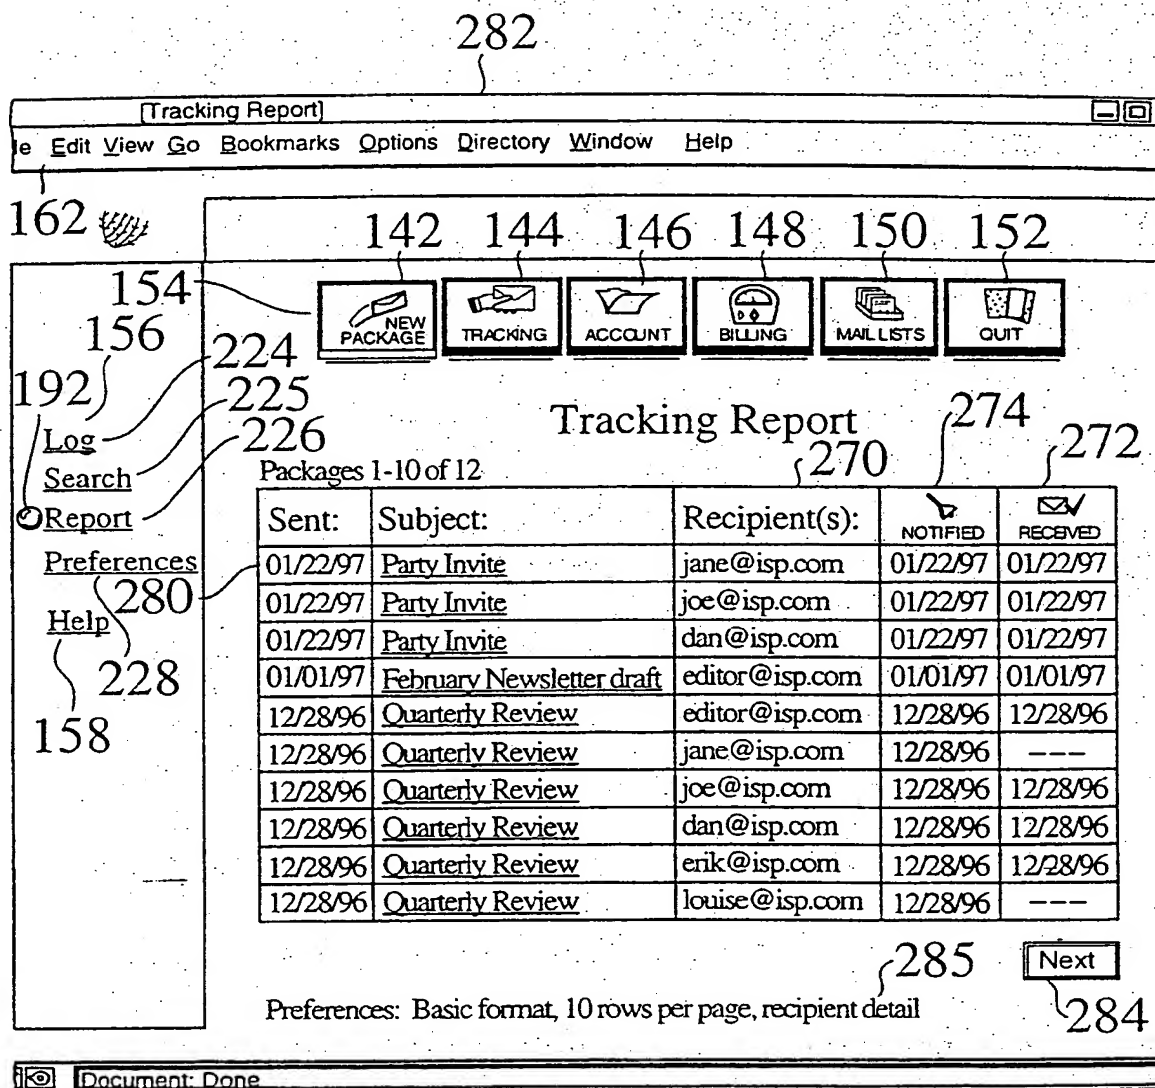 282
[Tracking Report]
le Edit View Go Bookmarks Options Directory Window Help
162
142 144 146 148 150 152
154
NEW PACKAGE TRACKING ACCOUNT BILLING MAIL LISTS QUIT
156
224
192
225
Log
226
Search
Report
Preferences
280
Help
228
158
Tracking Report
274
272
270
Packages 1-10 of 12
Sent: Subject: Recipient(s): NOTIFIED RECEIVED
01/22/97 Party Invite jane@isp.com 01/22/97 01/22/97
01/22/97 Party Invite joe@isp.com 01/22/97 01/22/97
01/22/97 Party Invite dan@isp.com 01/22/97 01/22/97
01/01/97 February Newsletter draft editor@isp.com 01/01/97 01/01/97
12/28/96 Quarterly Review editor@isp.com 12/28/96 12/28/96
12/28/96 Quarterly Review jane@isp.com 12/28/96 ---
12/28/96 Quarterly Review joe@isp.com 12/28/96 12/28/96
12/28/96 Quarterly Review dan@isp.com 12/28/96 12/28/96
12/28/96 Quarterly Review erik@isp.com 12/28/96 12/28/96
12/28/96 Quarterly Review louise@isp.com 12/28/96 ---
285
Next
Preferences: Basic format, 10 rows per page, recipient detail
284
Document: Done